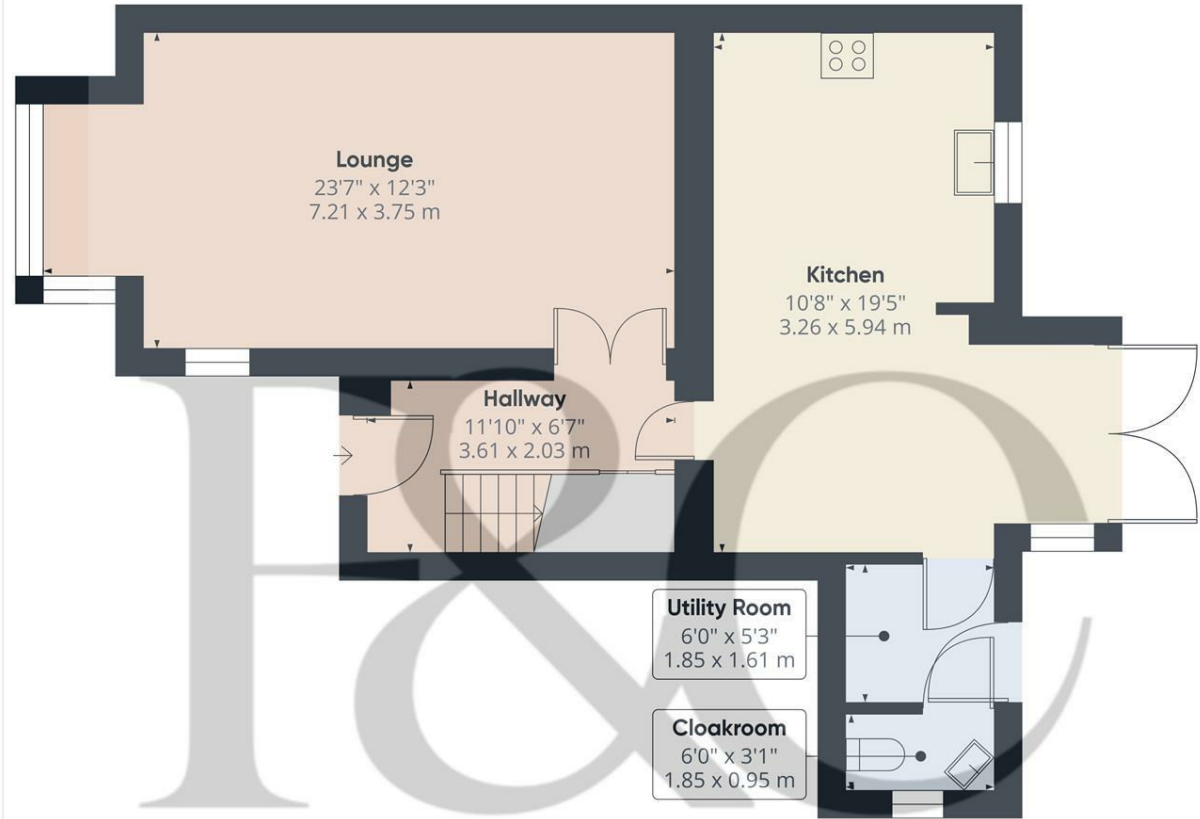 Lounge
23'7" x 12'3"
7.21 x 3.75 m
Kitchen
10'8" x 19'5"
3.26 x 5.94 m
Hallway
11'10" x 6'7"
3.61 x 2.03 m
Utility Room
6'0" x 5'3"
1.85 x 1.61 m
Cloakroom
6'0" x 3'1"
1.85 x 0.95 m
F&C